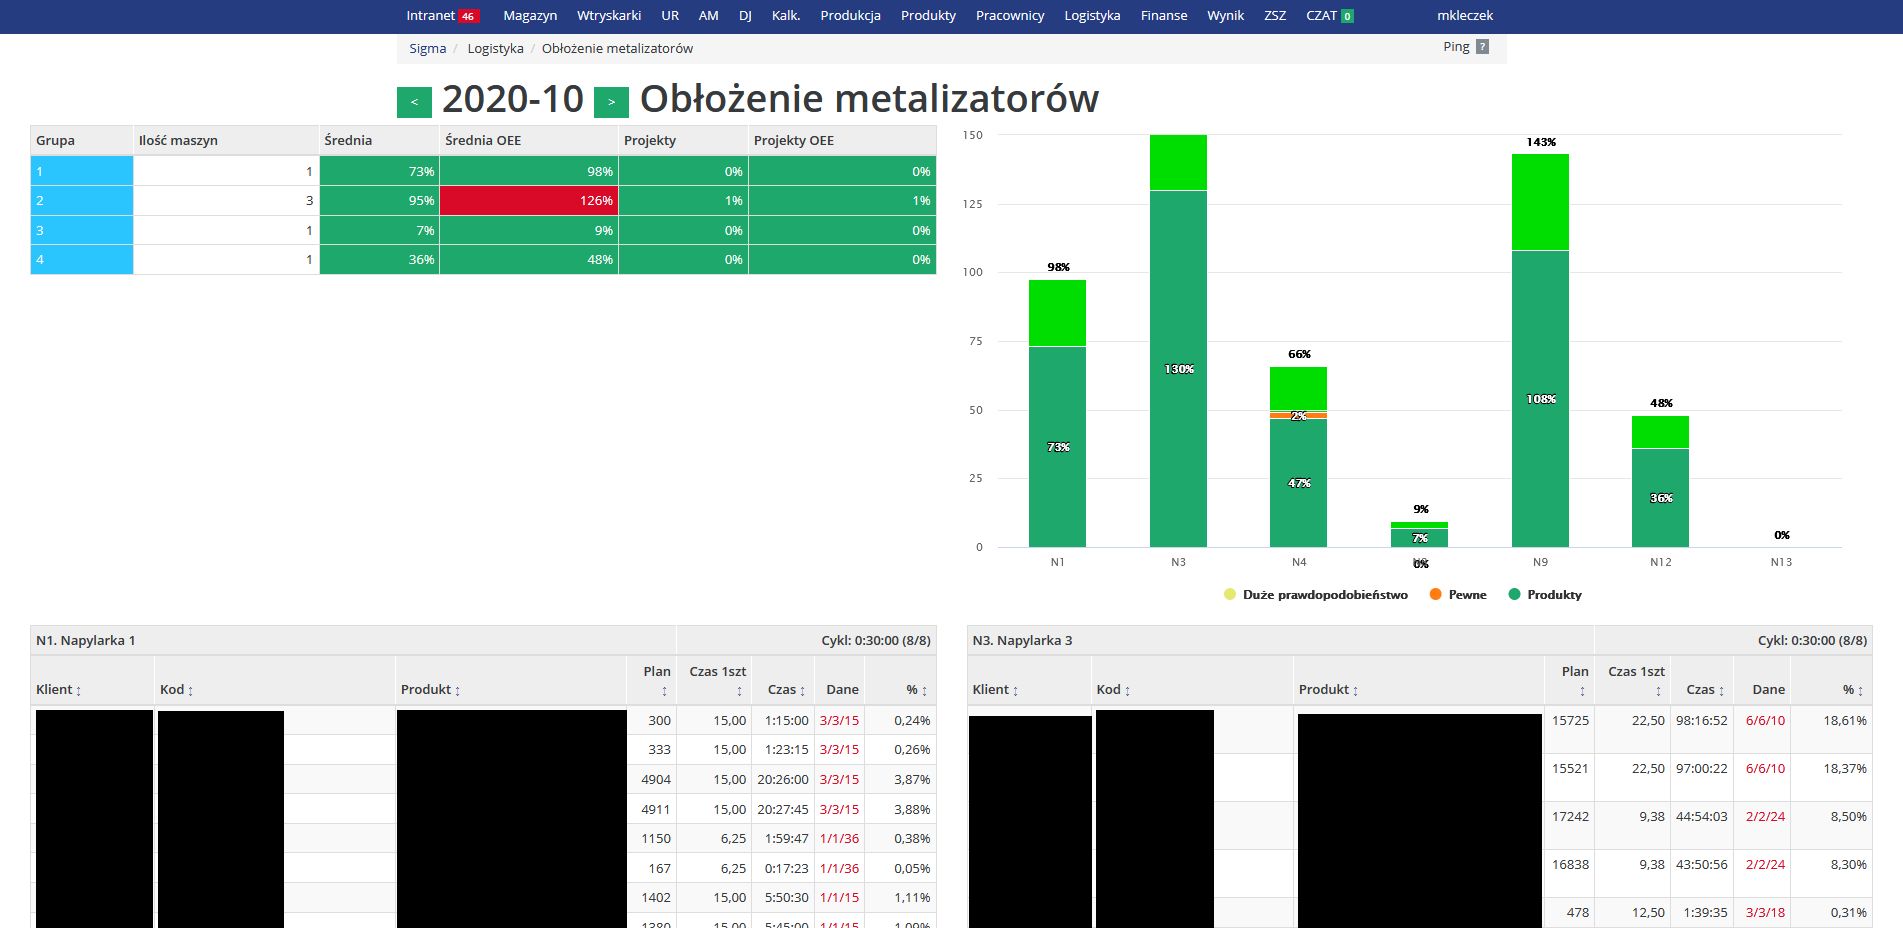 Intranet 46 Magazyn Wtryskarki UR AM DJ Kalk. Produkcja Produkty Pracownicy Logistyka Finanse Wynik ZSZ CZAT 0 mkleczek
Sigma / Logistyka / Obłożenie metalizatorów Ping ?
< 2020-10 > Obłożenie metalizatorów
Grupa Ilość maszyn Średnia Średnia OEE Projekty Projekty OEE
1 1 73% 98% 0% 0%
2 3 95% 126% 1% 1%
3 1 7% 9% 0% 0%
4 1 36% 48% 0% 0%
150
125
100
75
50
25
0
98%
73%
130%
66%
2%
47%
9%
7%
0%
143%
108%
48%
36%
0%
N1 N3 N4 N9 N12 N13
Duże prawdopodobieństwo Pewne Produkty
N1. Napylarka 1 Cykl: 0:30:00 (8/8)
Klient ↕ Kod ↕ Produkt ↕ Plan ↕ Czas 1szt ↕ Czas ↕ Dane % ↕
300 15,00 1:15:00 3/3/15 0,24%
333 15,00 1:23:15 3/3/15 0,26%
4904 15,00 20:26:00 3/3/15 3,87%
4911 15,00 20:27:45 3/3/15 3,88%
1150 6,25 1:59:47 1/1/36 0,38%
167 6,25 0:17:23 1/1/36 0,05%
1402 15,00 5:50:30 1/1/15 1,11%
1380 15,00 5:45:00 1/1/15 1,09%
N3. Napylarka 3 Cykl: 0:30:00 (8/8)
Klient ↕ Kod ↕ Produkt ↕ Plan ↕ Czas 1szt ↕ Czas ↕ Dane % ↕
15725 22,50 98:16:52 6/6/10 18,61%
15521 22,50 97:00:22 6/6/10 18,37%
17242 9,38 44:54:03 2/2/24 8,50%
16838 9,38 43:50:56 2/2/24 8,30%
478 12,50 1:39:35 3/3/18 0,31%